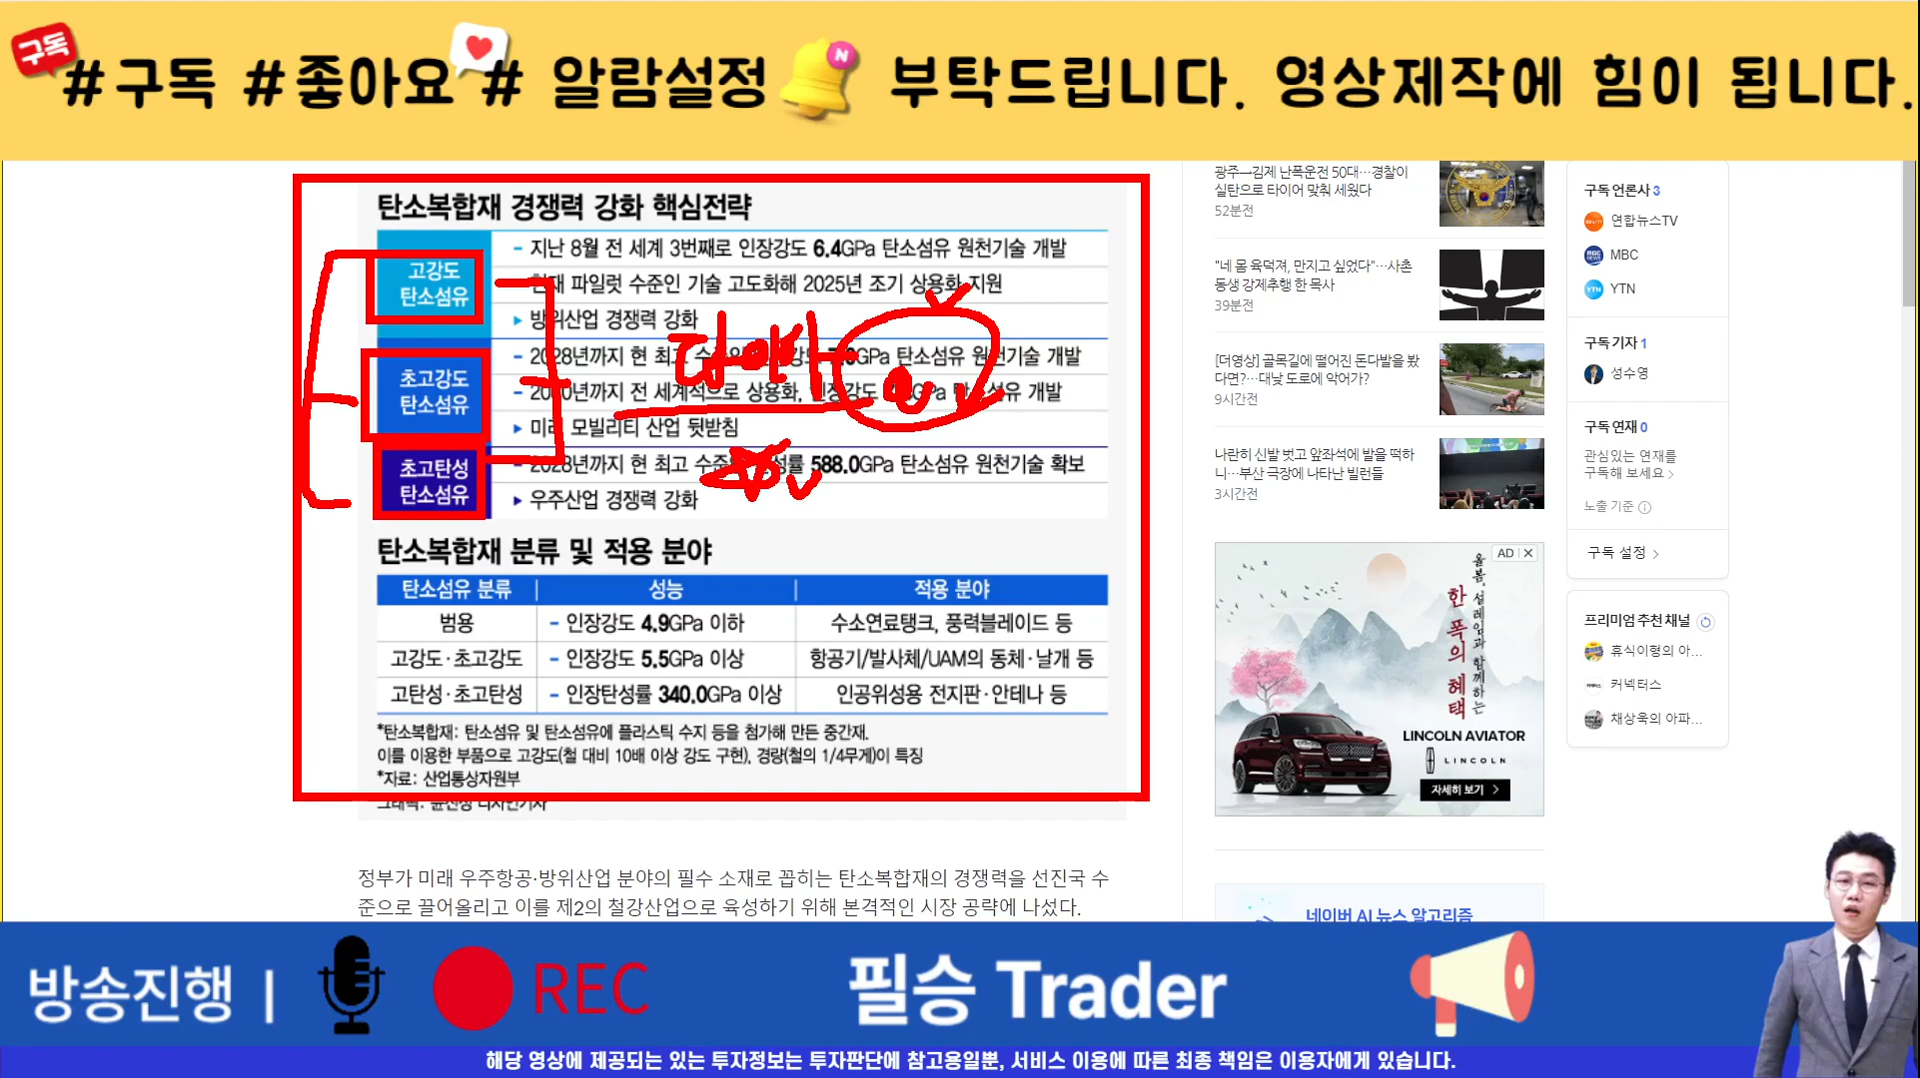 구독
#구독 #좋아요 # 알람설정 N 부탁드립니다. 영상제작에 힘이 됩니다.
탄소복합재 경쟁력 강화 핵심전략
고강도
탄소섬유
- 지난 8월 전 세계 3번째로 인장강도 6.4GPa 탄소섬유 원천기술 개발
파일럿 수준인 기술 고도화해 2025년 조기 상용화 지원
▸ 방위산업 경쟁력 강화
초고강도
탄소섬유
- 2028년까지 현 최고 GPa 탄소섬유 원천기술 개발
- 전 세계적으로 상용화, 개발
▸ 미래 모빌리티 산업 뒷받침
초고탄성
탄소섬유
- 2028년까지 현 최고 588.0GPa 탄소섬유 원천기술 확보
▸ 우주산업 경쟁력 강화
탄소복합재 분류 및 적용 분야
탄소섬유 분류 | 성능 | 적용 분야
범용 - 인장강도 4.9GPa 이하 수소연료탱크, 풍력블레이드 등
고강도·초고강도 - 인장강도 5.5GPa 이상 항공기/발사체/UAM의 동체·날개 등
고탄성·초고탄성 - 인장탄성률 340.0GPa 이상 인공위성용 전지판·안테나 등
*탄소복합재: 탄소섬유 및 탄소섬유에 플라스틱 수지 등을 첨가해 만든 중간재.
이를 이용한 부품으로 고강도(철 대비 10배 이상 강도 구현), 경량(철의 1/4무게)이 특징
*자료: 산업통상자원부
정부가 미래 우주항공·방위산업 분야의 필수 소재로 꼽히는 탄소복합재의 경쟁력을 선진국 수
준으로 끌어올리고 이를 제2의 철강산업으로 육성하기 위해 본격적인 시장 공략에 나섰다.
광주→김제 난폭운전 50대…경찰이
실탄으로 타이어 맞춰 세웠다
52분전
"네 몸 육덕져, 만지고 싶었다"…사촌
동생 강제추행 한 목사
39분전
[더영상] 골목길에 떨어진 돈다발을 봤
다면?…대낮 도로에 악어가?
9시간전
나란히 신발 벗고 앞좌석에 발을 떡하
니…부산 극장에 나타난 빌런들
3시간전
AD
올봄, 설레임과 함께하는
한 폭의 혜택
LINCOLN AVIATOR
LINCOLN
자세히 보기 >
네이버 AI 뉴스 알고리즘
구독 언론사 3
연합뉴스TV
MBC
YTN
구독 기자 1
성수영
구독 연재 0
관심있는 연재를
구독해 보세요 >
노출 기준
구독 설정 >
프리미엄 추천 채널
휴식이형의 아…
커넥터스
채상욱의 아파…
방송진행 | REC 필승 Trader
해당 영상에 제공되는 있는 투자정보는 투자판단에 참고용일뿐, 서비스 이용에 따른 최종 책임은 이용자에게 있습니다.